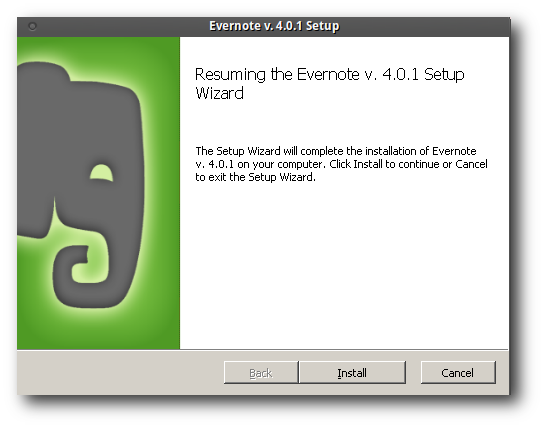 Evernote v. 4.0.1 Setup
Resuming the Evernote v. 4.0.1 Setup
Wizard
The Setup Wizard will complete the installation of Evernote
v. 4.0.1 on your computer. Click Install to continue or Cancel
to exit the Setup Wizard.
Back Install Cancel